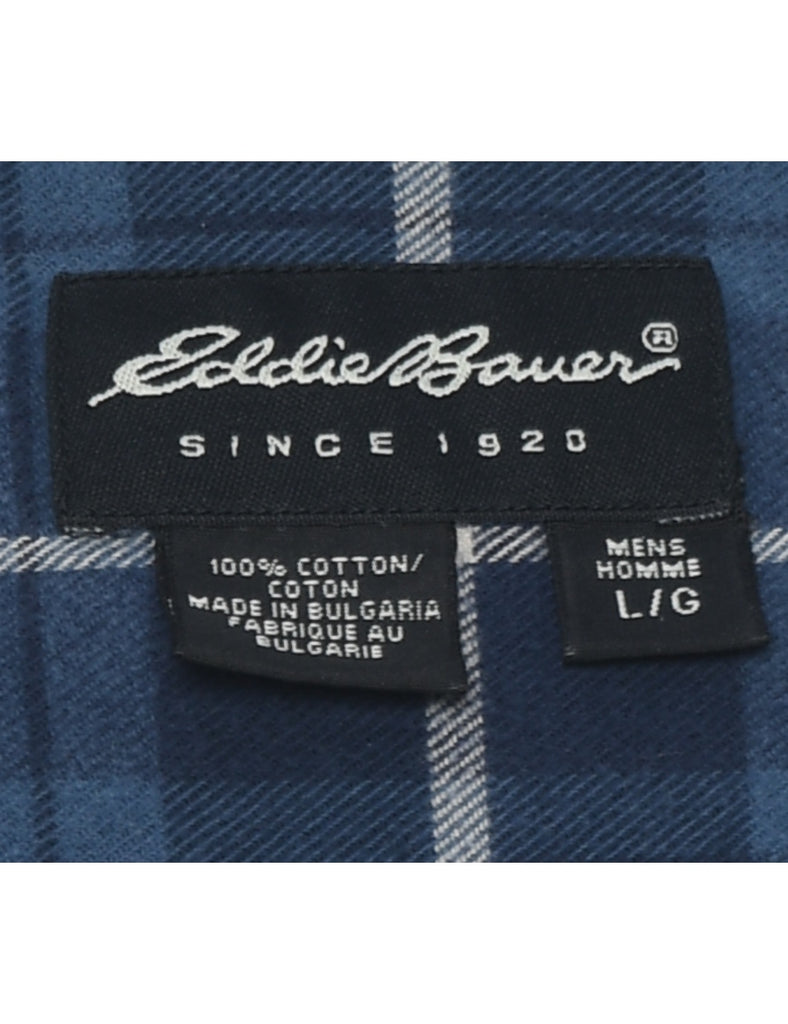 Eddie Bauer ®
SINCE 1920
100% COTTON/
COTON
MADE IN BULGARIA
FABRIQUE AU
BULGARIE
MENS
HOMME
L/G